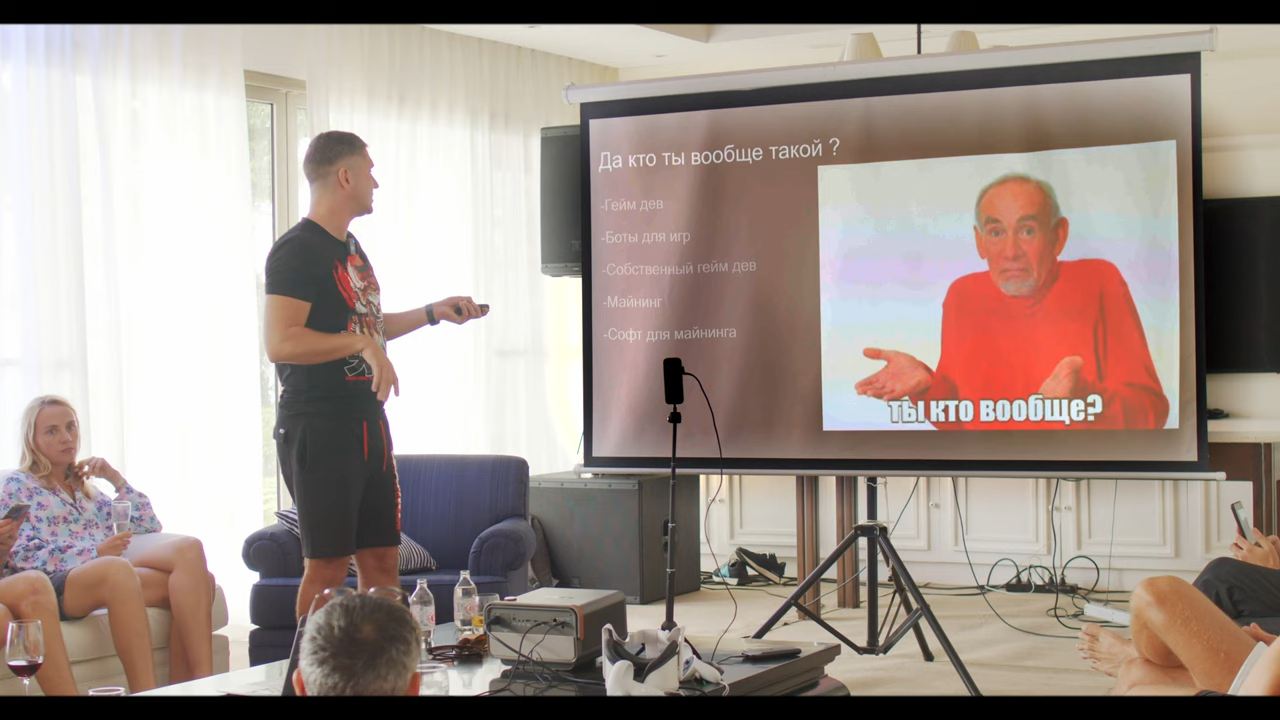 Да кто ты вообще такой ?
-Гейм дев
-Боты для игр
-Собственный гейм дев
-Майнинг
-Софт для майнинга
ты кто вообще?